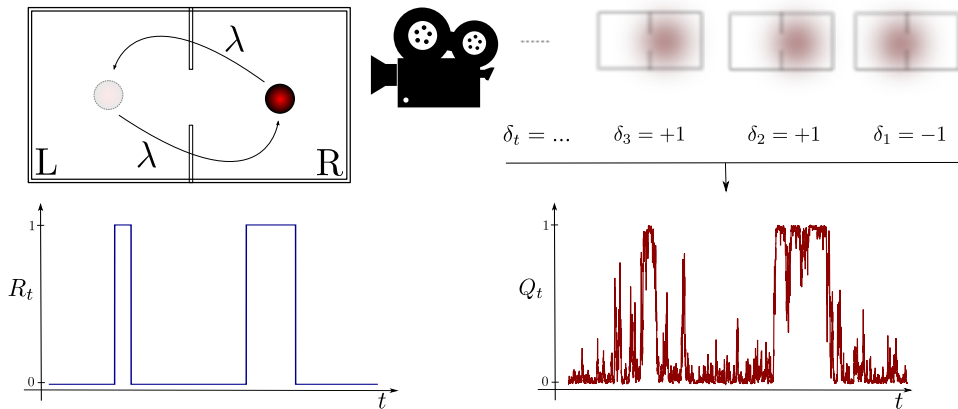 λ
λ
L
R
δ_t = ...
δ_3 = +1
δ_2 = +1
δ_1 = −1
1
R_t
0
t
1
Q_t
0
t